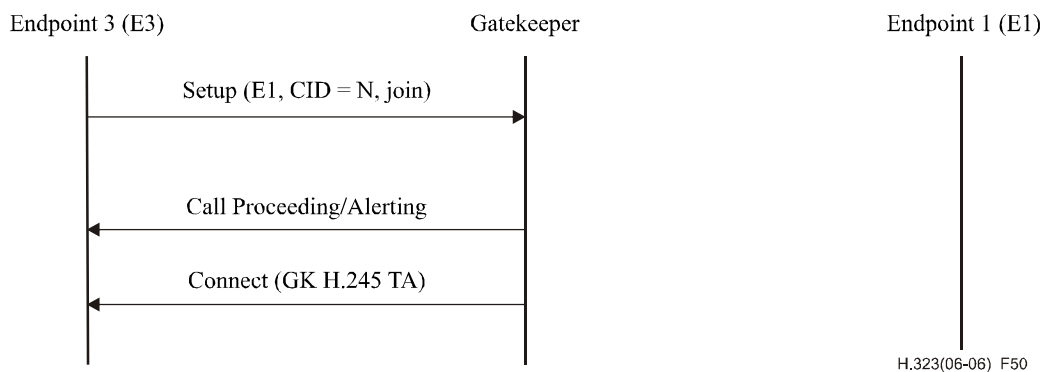 Endpoint 3 (E3)
Gatekeeper
Endpoint 1 (E1)
Setup (E1, CID = N, join)
Call Proceeding/Alerting
Connect (GK H.245 TA)
H.323(06-06) F50